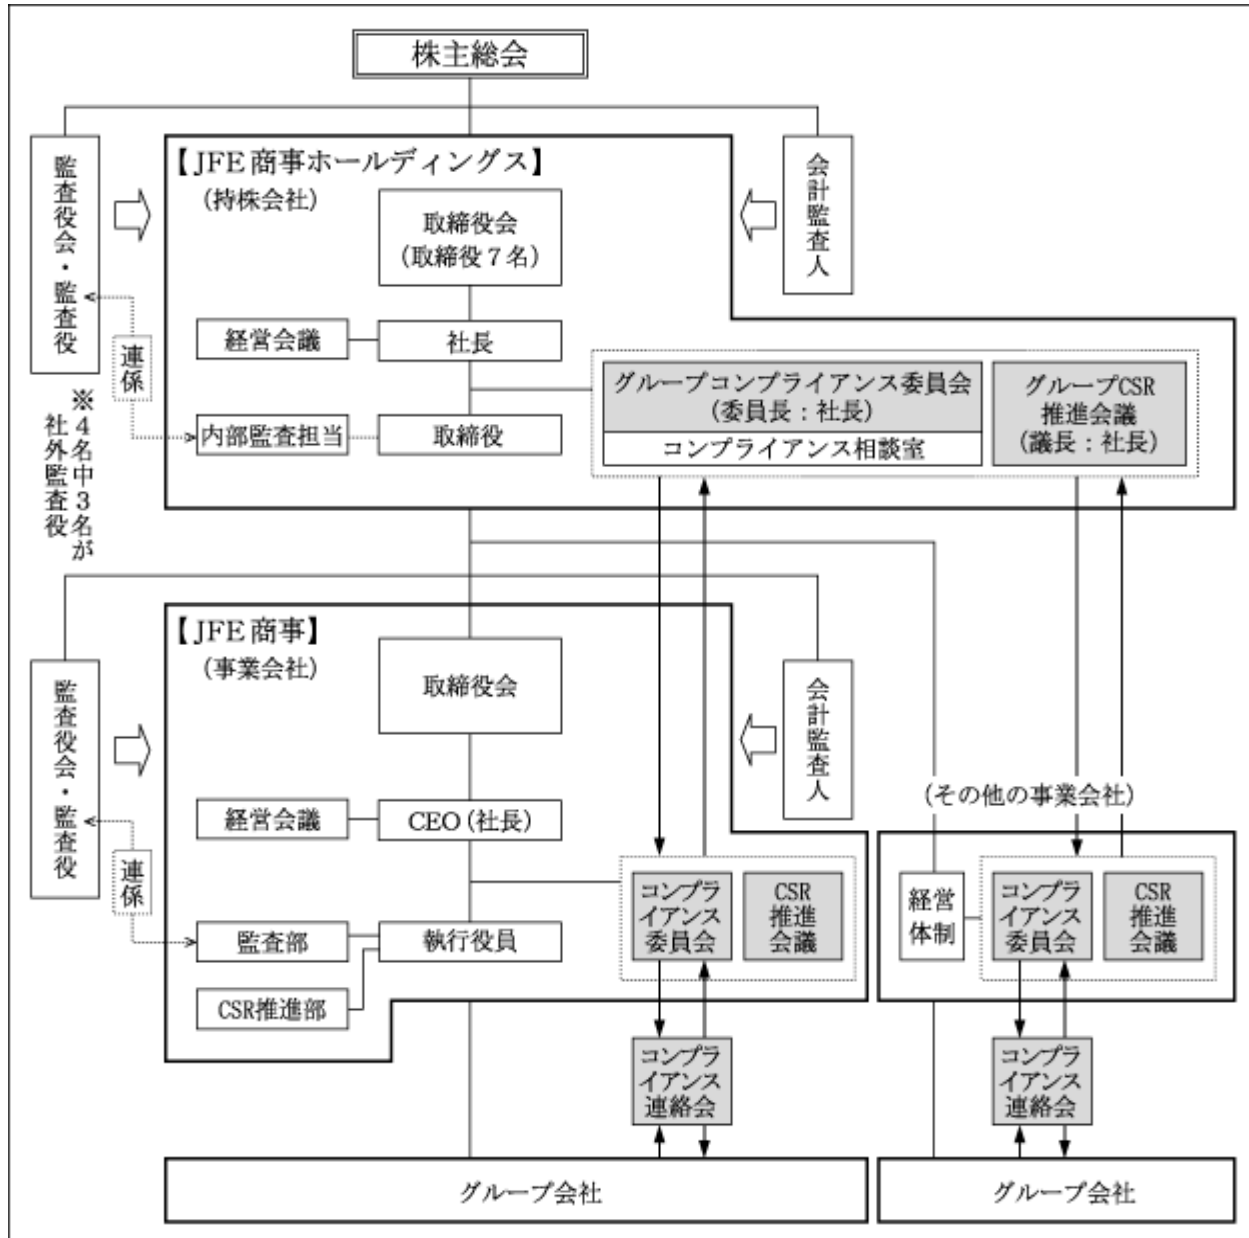 株主総会
監査役会・監査役
【JFE商事ホールディングス】
(持株会社)
会計監査人
取締役会
(取締役7名)
経営会議
社長
連係
グループコンプライアンス委員会
(委員長：社長)
コンプライアンス相談室
グループCSR
推進会議
(議長：社長)
内部監査担当
取締役
※4名中3名が
社外監査役
監査役会・監査役
【JFE商事】
(事業会社)
会計監査人
取締役会
経営会議
CEO(社長)
連係
監査部
執行役員
CSR推進部
コンプラ
イアンス
委員会
CSR
推進
会議
(その他の事業会社)
経営
体制
コンプラ
イアンス
委員会
CSR
推進
会議
コンプラ
イアンス
連絡会
コンプラ
イアンス
連絡会
グループ会社
グループ会社